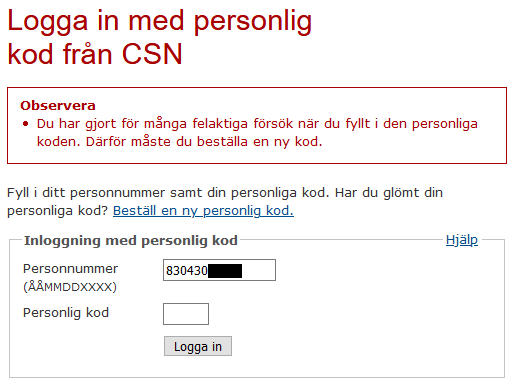 Logga in med personlig
kod från CSN
Observera
• Du har gjort för många felaktiga försök när du fyllt i den personliga
koden. Därför måste du beställa en ny kod.
Fyll i ditt personnummer samt din personliga kod. Har du glömt din
personliga kod? Beställ en ny personlig kod.
Inloggning med personlig kod
Hjälp
Personnummer
830430
(ÅÅMMDDXXXX)
Personlig kod
Logga in